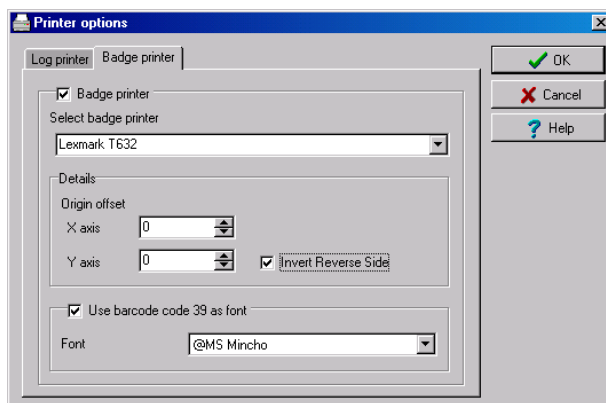 Printer options
Log printer Badge printer
OK
Badge printer
Cancel
Select badge printer
Help
Lexmark T632
Details
Origin offset
X axis 0
Y axis 0 Invert Reverse Side
Use barcode code 39 as font
Font @MS Mincho